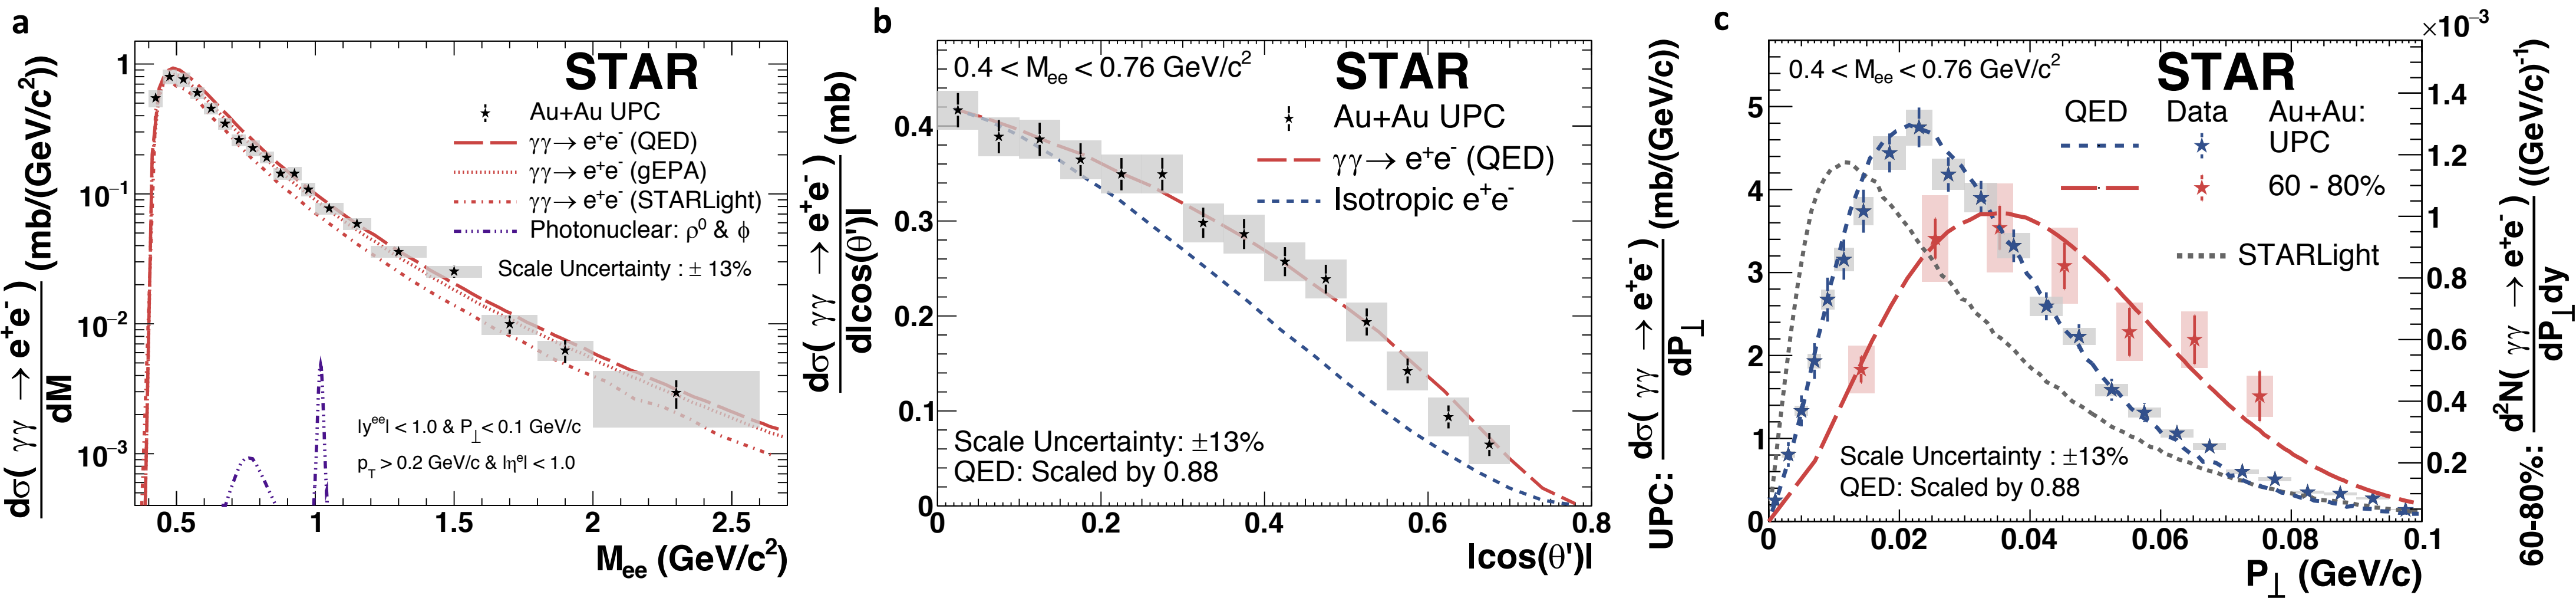 a
STAR
Au+Au UPC
γγ → e⁺e⁻ (QED)
γγ → e⁺e⁻ (gEPA)
γγ → e⁺e⁻ (STARLight)
Photonuclear: ρ⁰ & ϕ
Scale Uncertainty : ± 13%
|yᵉᵉ| < 1.0 & P⊥ < 0.1 GeV/c
p_T > 0.2 GeV/c & |ηᵉ| < 1.0
1
10⁻¹
10⁻²
10⁻³
0.5 1 1.5 2 2.5
M_ee (GeV/c²)
dσ( γγ → e⁺e⁻ ) / dM (mb/(GeV/c²))
b
0.4 < M_ee < 0.76 GeV/c²
STAR
Au+Au UPC
γγ → e⁺e⁻ (QED)
Isotropic e⁺e⁻
Scale Uncertainty: ±13%
QED: Scaled by 0.88
0.4
0.3
0.2
0.1
0
0 0.2 0.4 0.6 0.8
|cos(θ')|
dσ( γγ → e⁺e⁻ ) / d|cos(θ')| (mb)
c
×10⁻³
0.4 < M_ee < 0.76 GeV/c²
STAR
QED Data Au+Au:
UPC
60 - 80%
STARLight
Scale Uncertainty : ±13%
QED: Scaled by 0.88
5
4
3
2
1
0
1.4
1.2
1
0.8
0.6
0.4
0.2
0 0.02 0.04 0.06 0.08 0.1
P⊥ (GeV/c)
UPC: dσ( γγ → e⁺e⁻ ) / dP⊥ (mb/(GeV/c))
60-80%: d²N( γγ → e⁺e⁻ ) / dP⊥dy ((GeV/c)⁻¹)